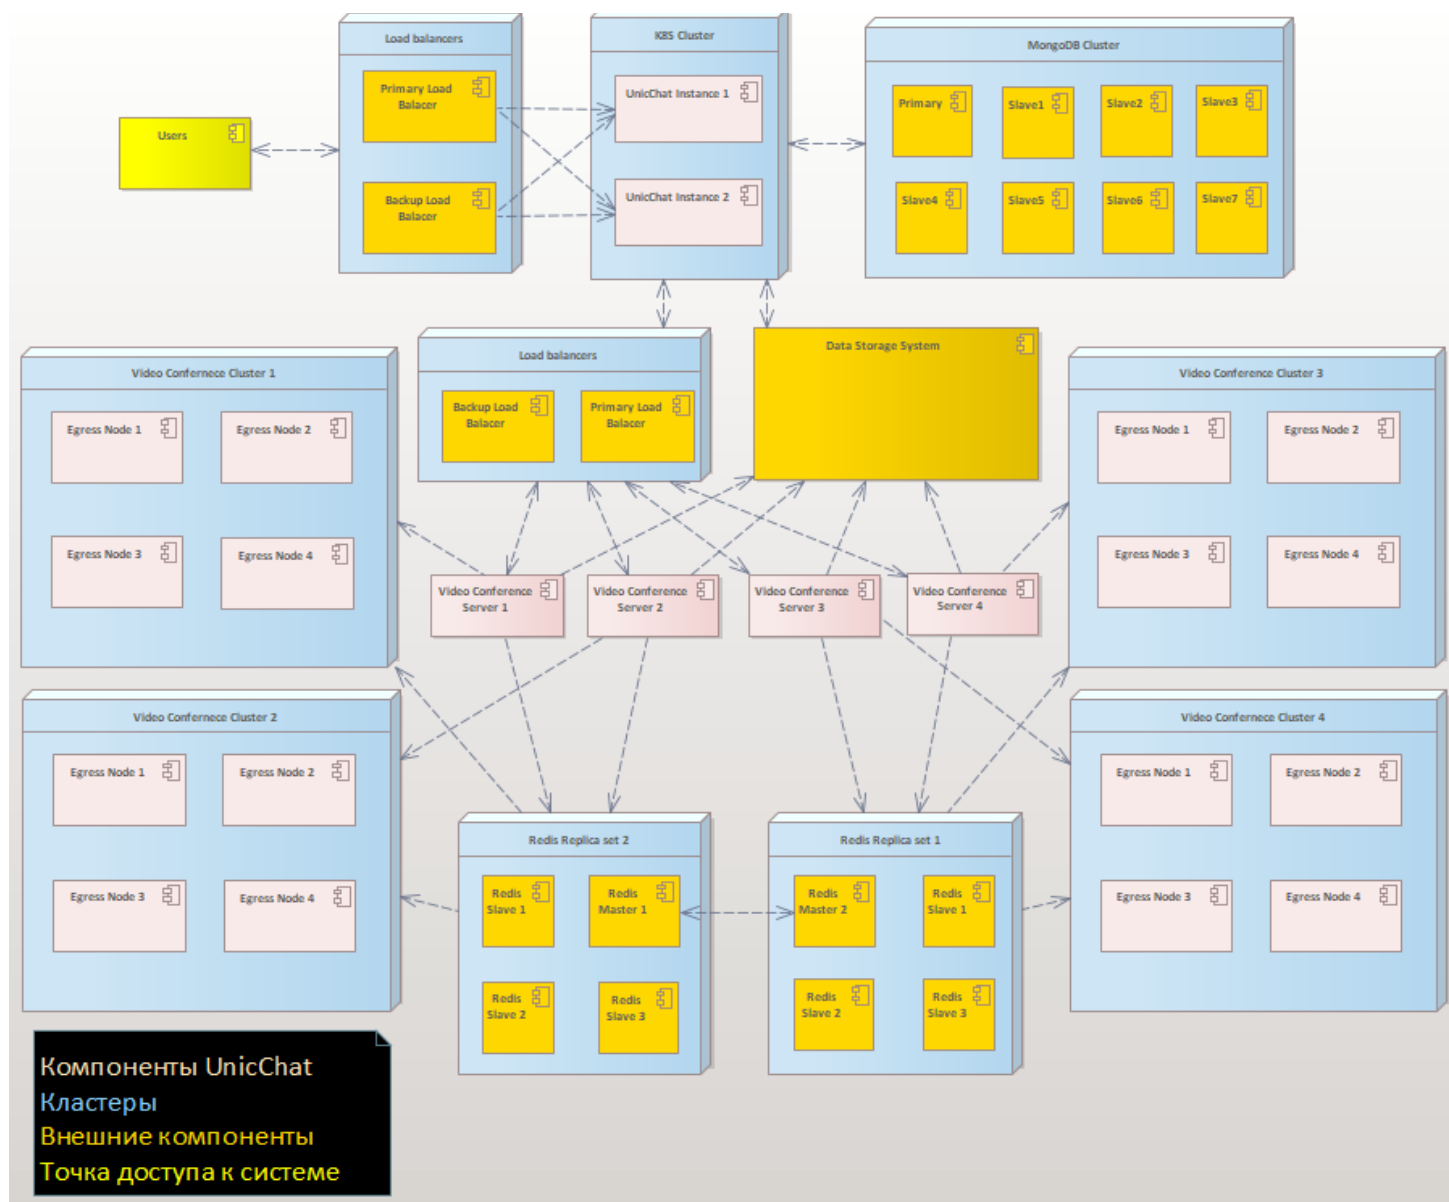 Load balancers
Primary Load
Balacer
Backup Load
Balacer
K8S Cluster
UnicChat Instance 1
UnicChat Instance 2
MongoDB Cluster
Primary
Slave1
Slave2
Slave3
Slave4
Slave5
Slave6
Slave7
Users
Load balancers
Backup Load
Balacer
Primary Load
Balacer
Data Storage System
Video Confernece Cluster 1
Egress Node 1
Egress Node 2
Egress Node 3
Egress Node 4
Video Conference Cluster 3
Egress Node 1
Egress Node 2
Egress Node 3
Egress Node 4
Video Conference
Server 1
Video Conference
Server 2
Video Conference
Server 3
Video Conference
Server 4
Video Confernece Cluster 2
Egress Node 1
Egress Node 2
Egress Node 3
Egress Node 4
Video Confernece Cluster 4
Egress Node 1
Egress Node 2
Egress Node 3
Egress Node 4
Redis Replica set 2
Redis
Slave 1
Redis
Master 1
Redis
Slave 2
Redis
Slave 3
Redis Replica set 1
Redis
Master 2
Redis
Slave 1
Redis
Slave 2
Redis
Slave 3
Компоненты UnicChat
Кластеры
Внешние компоненты
Точка доступа к системе